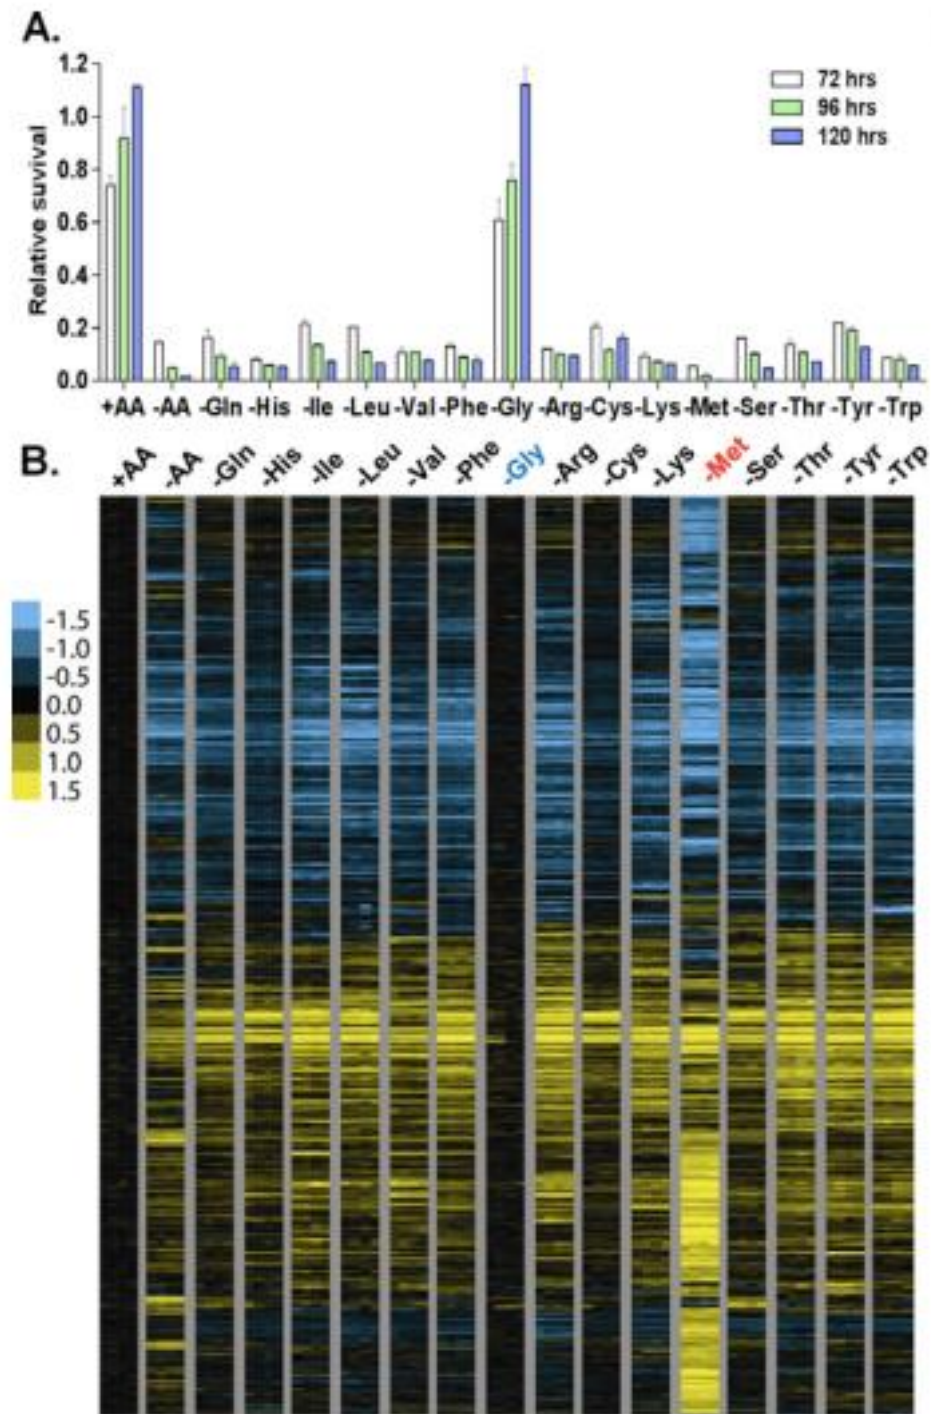 A.
1.2
1.0
0.8
0.6
0.4
0.2
0.0
Relative suvival
72 hrs
96 hrs
120 hrs
+AA -AA -Gln -His -Ile -Leu -Val -Phe -Gly -Arg -Cys -Lys -Met -Ser -Thr -Tyr -Trp
B.
+AA -AA -Gln -His -Ile -Leu -Val -Phe -Gly -Arg -Cys -Lys -Met -Ser -Thr -Tyr -Trp
-1.5
-1.0
-0.5
0.0
0.5
1.0
1.5